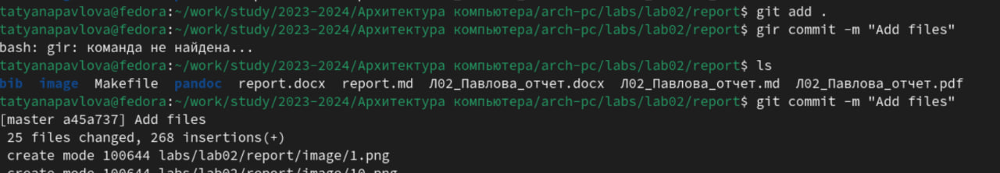 tatyanapavlova@fedora:~/work/study/2023-2024/Архитектура компьютера/arch-pc/labs/lab02/report$ git add .
tatyanapavlova@fedora:~/work/study/2023-2024/Архитектура компьютера/arch-pc/labs/lab02/report$ gir commit -m "Add files"
bash: gir: команда не найдена...
tatyanapavlova@fedora:~/work/study/2023-2024/Архитектура компьютера/arch-pc/labs/lab02/report$ ls
bib image Makefile pandoc report.docx report.md Л02_Павлова_отчет.docx Л02_Павлова_отчет.md Л02_Павлова_отчет.pdf
tatyanapavlova@fedora:~/work/study/2023-2024/Архитектура компьютера/arch-pc/labs/lab02/report$ git commit -m "Add files"
[master a45a737] Add files
 25 files changed, 268 insertions(+)
 create mode 100644 labs/lab02/report/image/1.png
 create mode 100644 labs/lab02/report/image/10.png